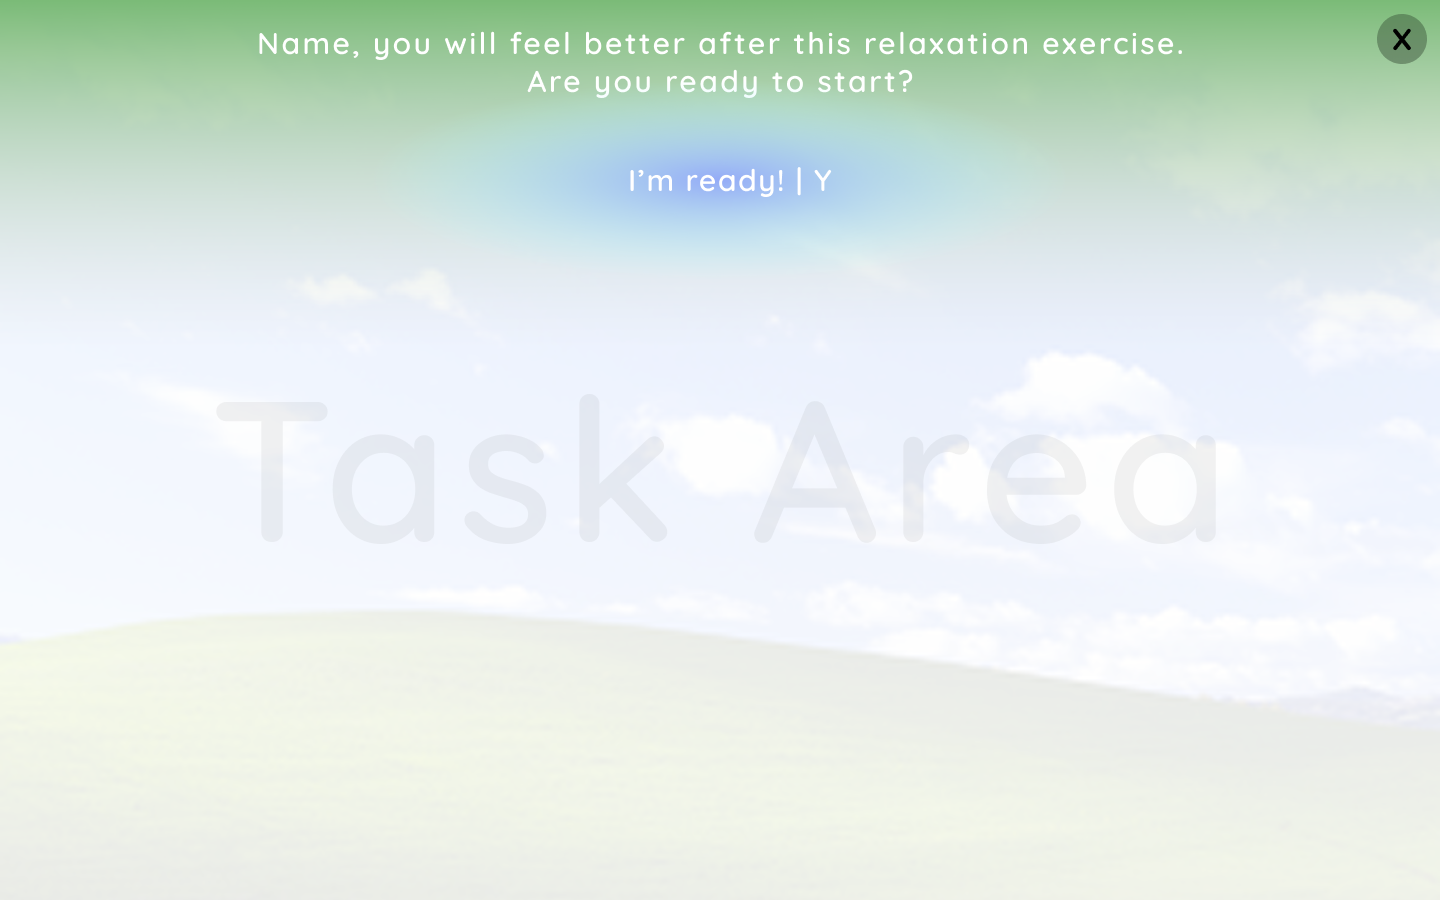 Name, you will feel better after this relaxation exercise.
X
Are you ready to start?
I’m ready! | Y
Task Area